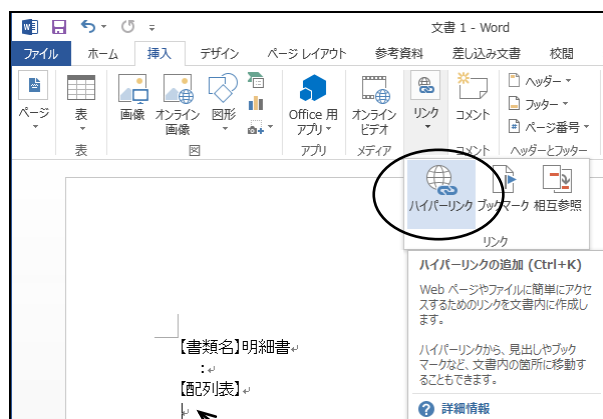 文書 1 - Word
ファイル ホーム 挿入 デザイン ページ レイアウト 参考資料 差し込み文書 校閲
ページ
表
画像
オンライン
画像
図形
Office 用
アプリ
オンライン
ビデオ
リンク
コメント
ヘッダー
フッター
ページ番号
表 図 アプリ メディア コメント ヘッダーとフッター
ハイパーリンク ブックマーク 相互参照
リンク
ハイパーリンクの追加 (Ctrl+K)
Web ページやファイルに簡単にアクセ
スするためのリンクを文書内に作成し
ます。
ハイパーリンクから、見出しやブック
マークなど、文書内の箇所に移動す
ることもできます。
詳細情報
【書類名】明細書
:
【配列表】